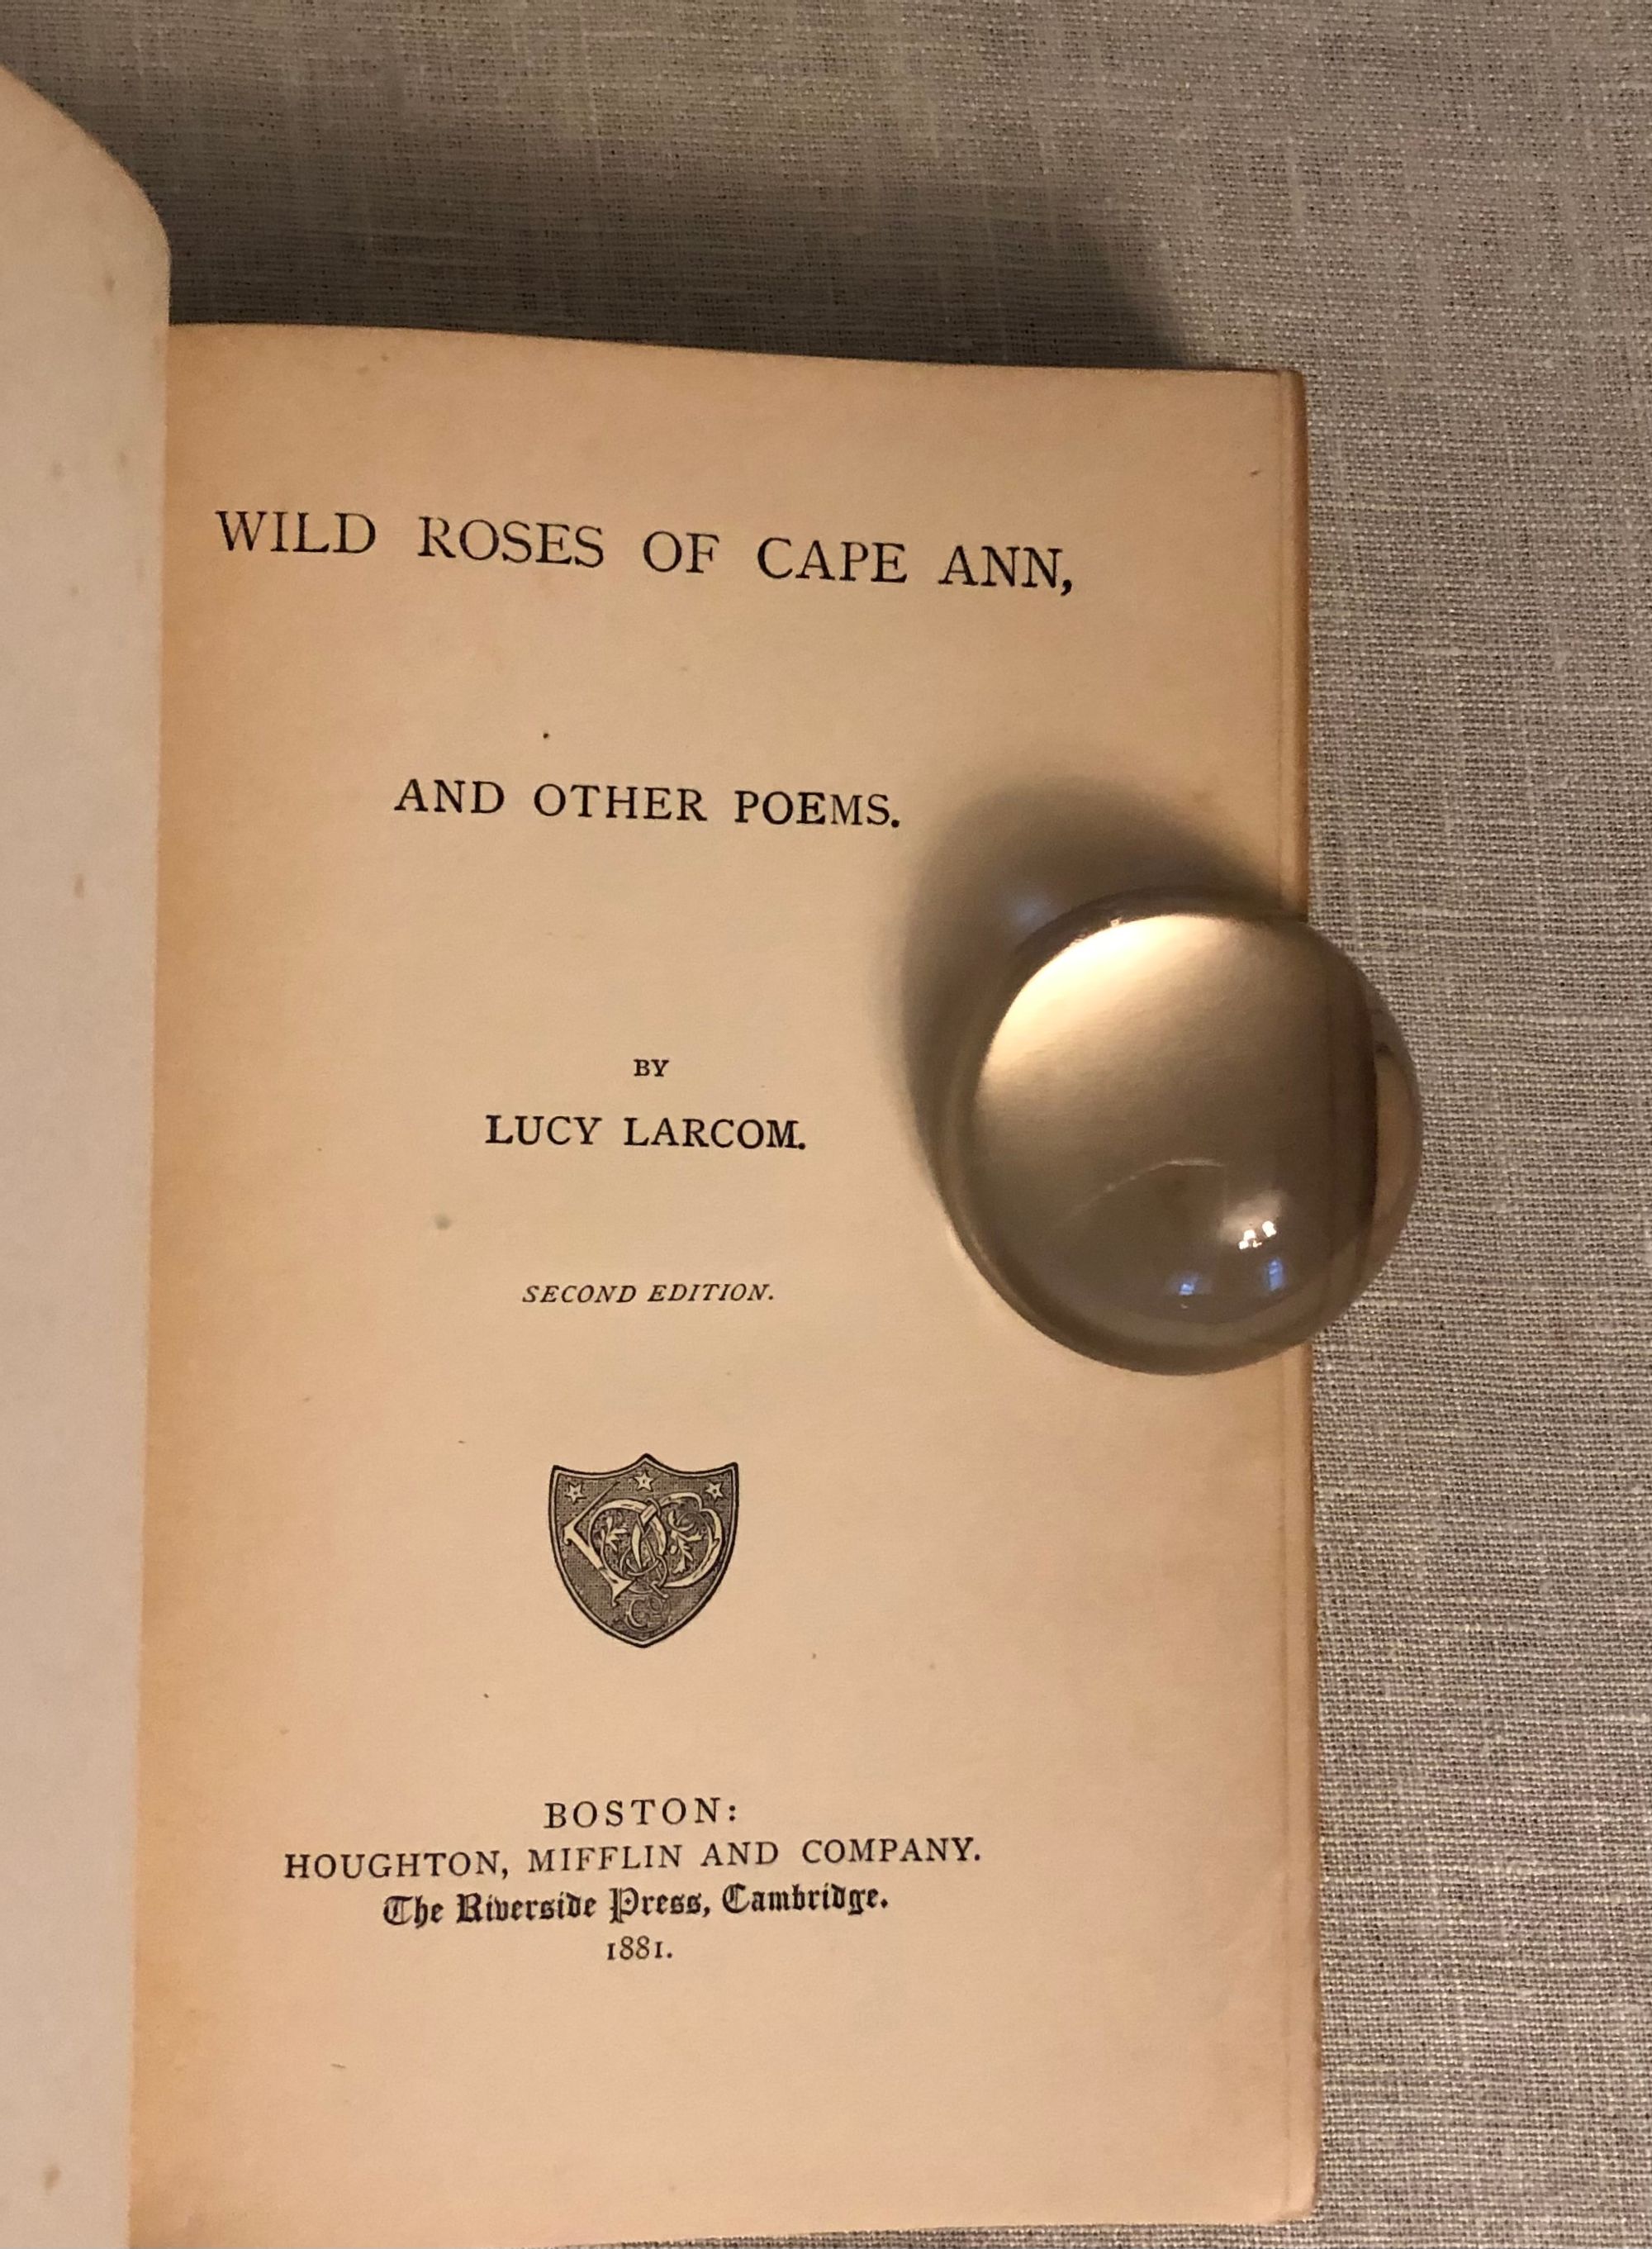 WILD ROSES OF CAPE ANN,
AND OTHER POEMS.
BY
LUCY LARCOM.
SECOND EDITION.
BOSTON:
HOUGHTON, MIFFLIN AND COMPANY.
The Riverside Press, Cambridge.
1881.